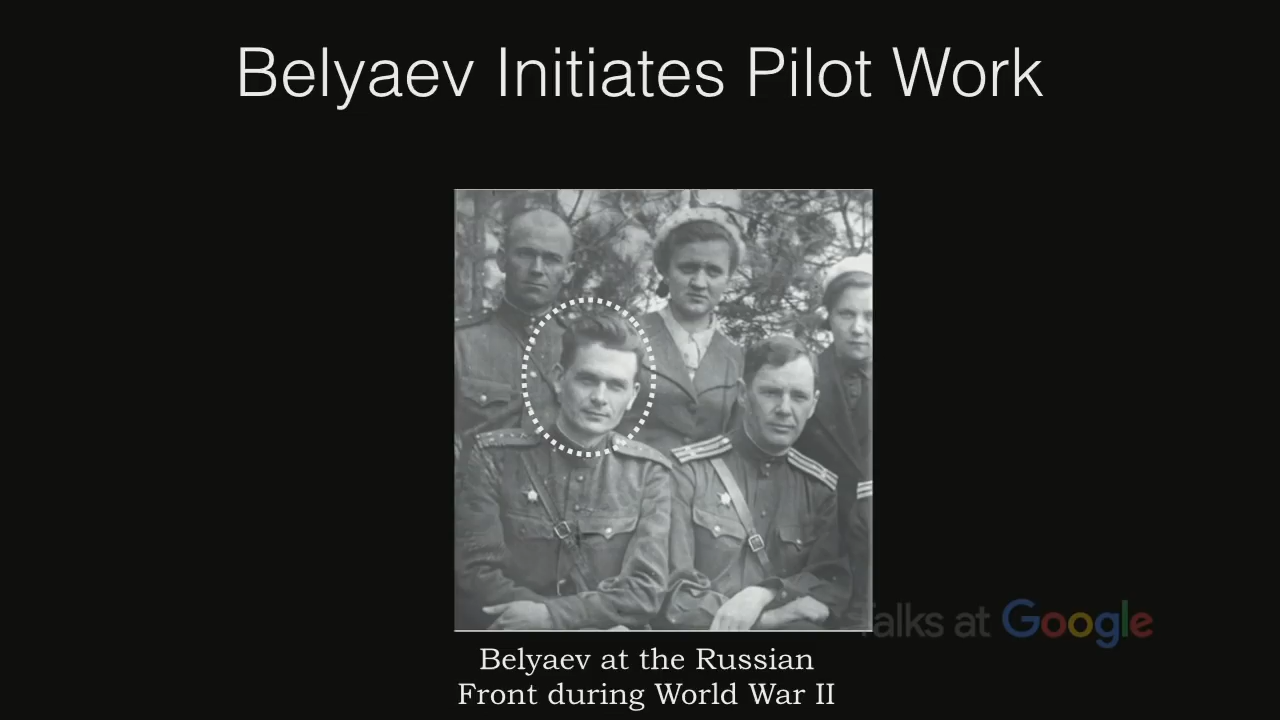 Belyaev Initiates Pilot Work
Talks at Google
Belyaev at the Russian
Front during World War II